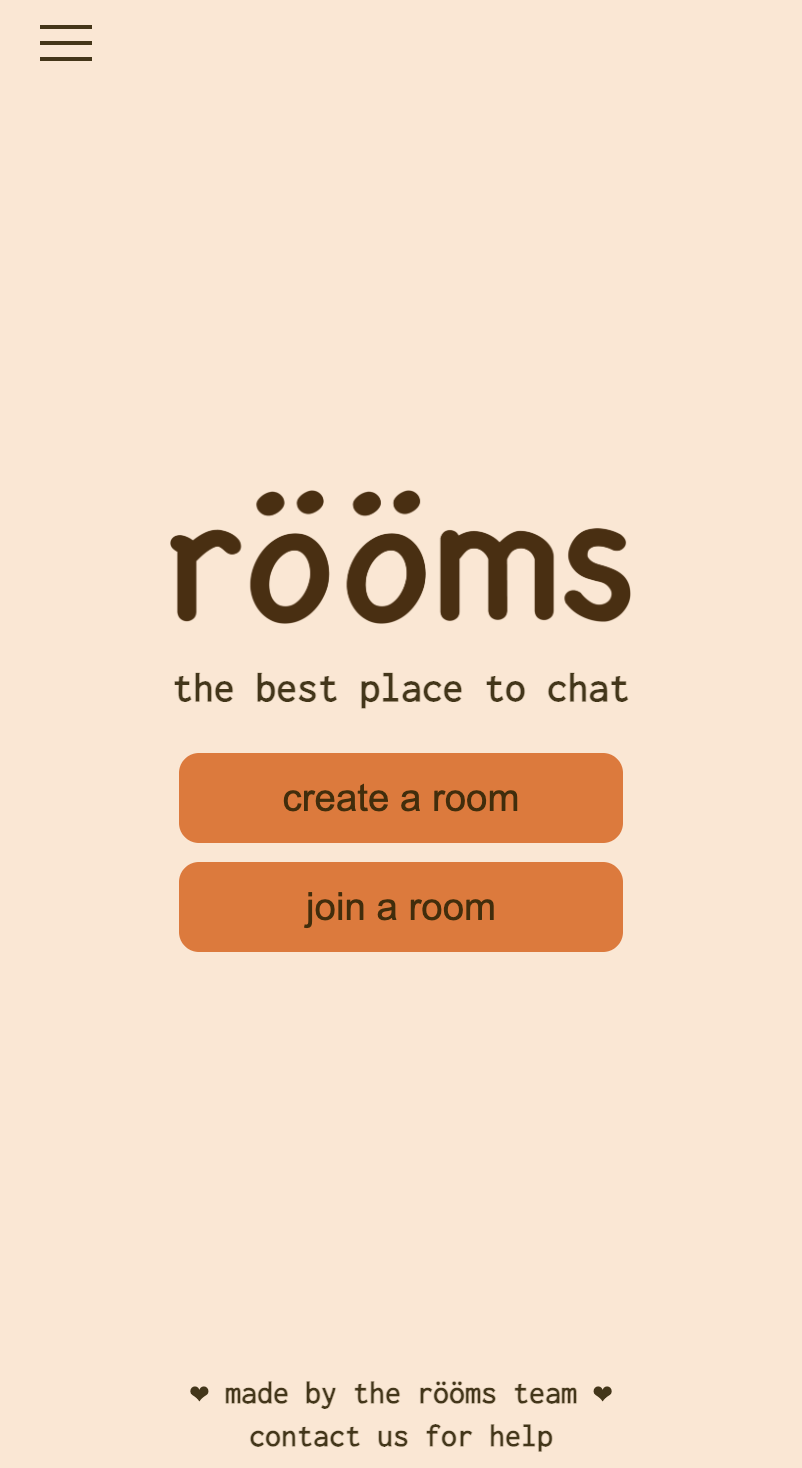 rööms
the best place to chat
create a room
join a room
❤ made by the rööms team ❤
contact us for help